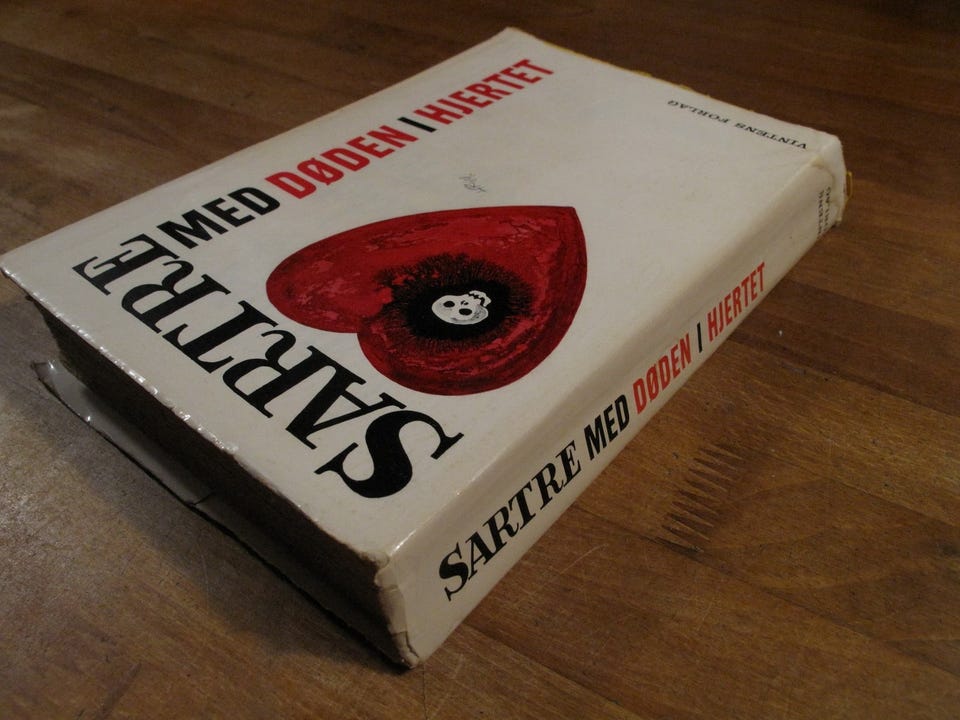 SARTRE
MED DØDEN I HJERTET
VINTENS FORLAG
SARTRE MED DØDEN I HJERTET